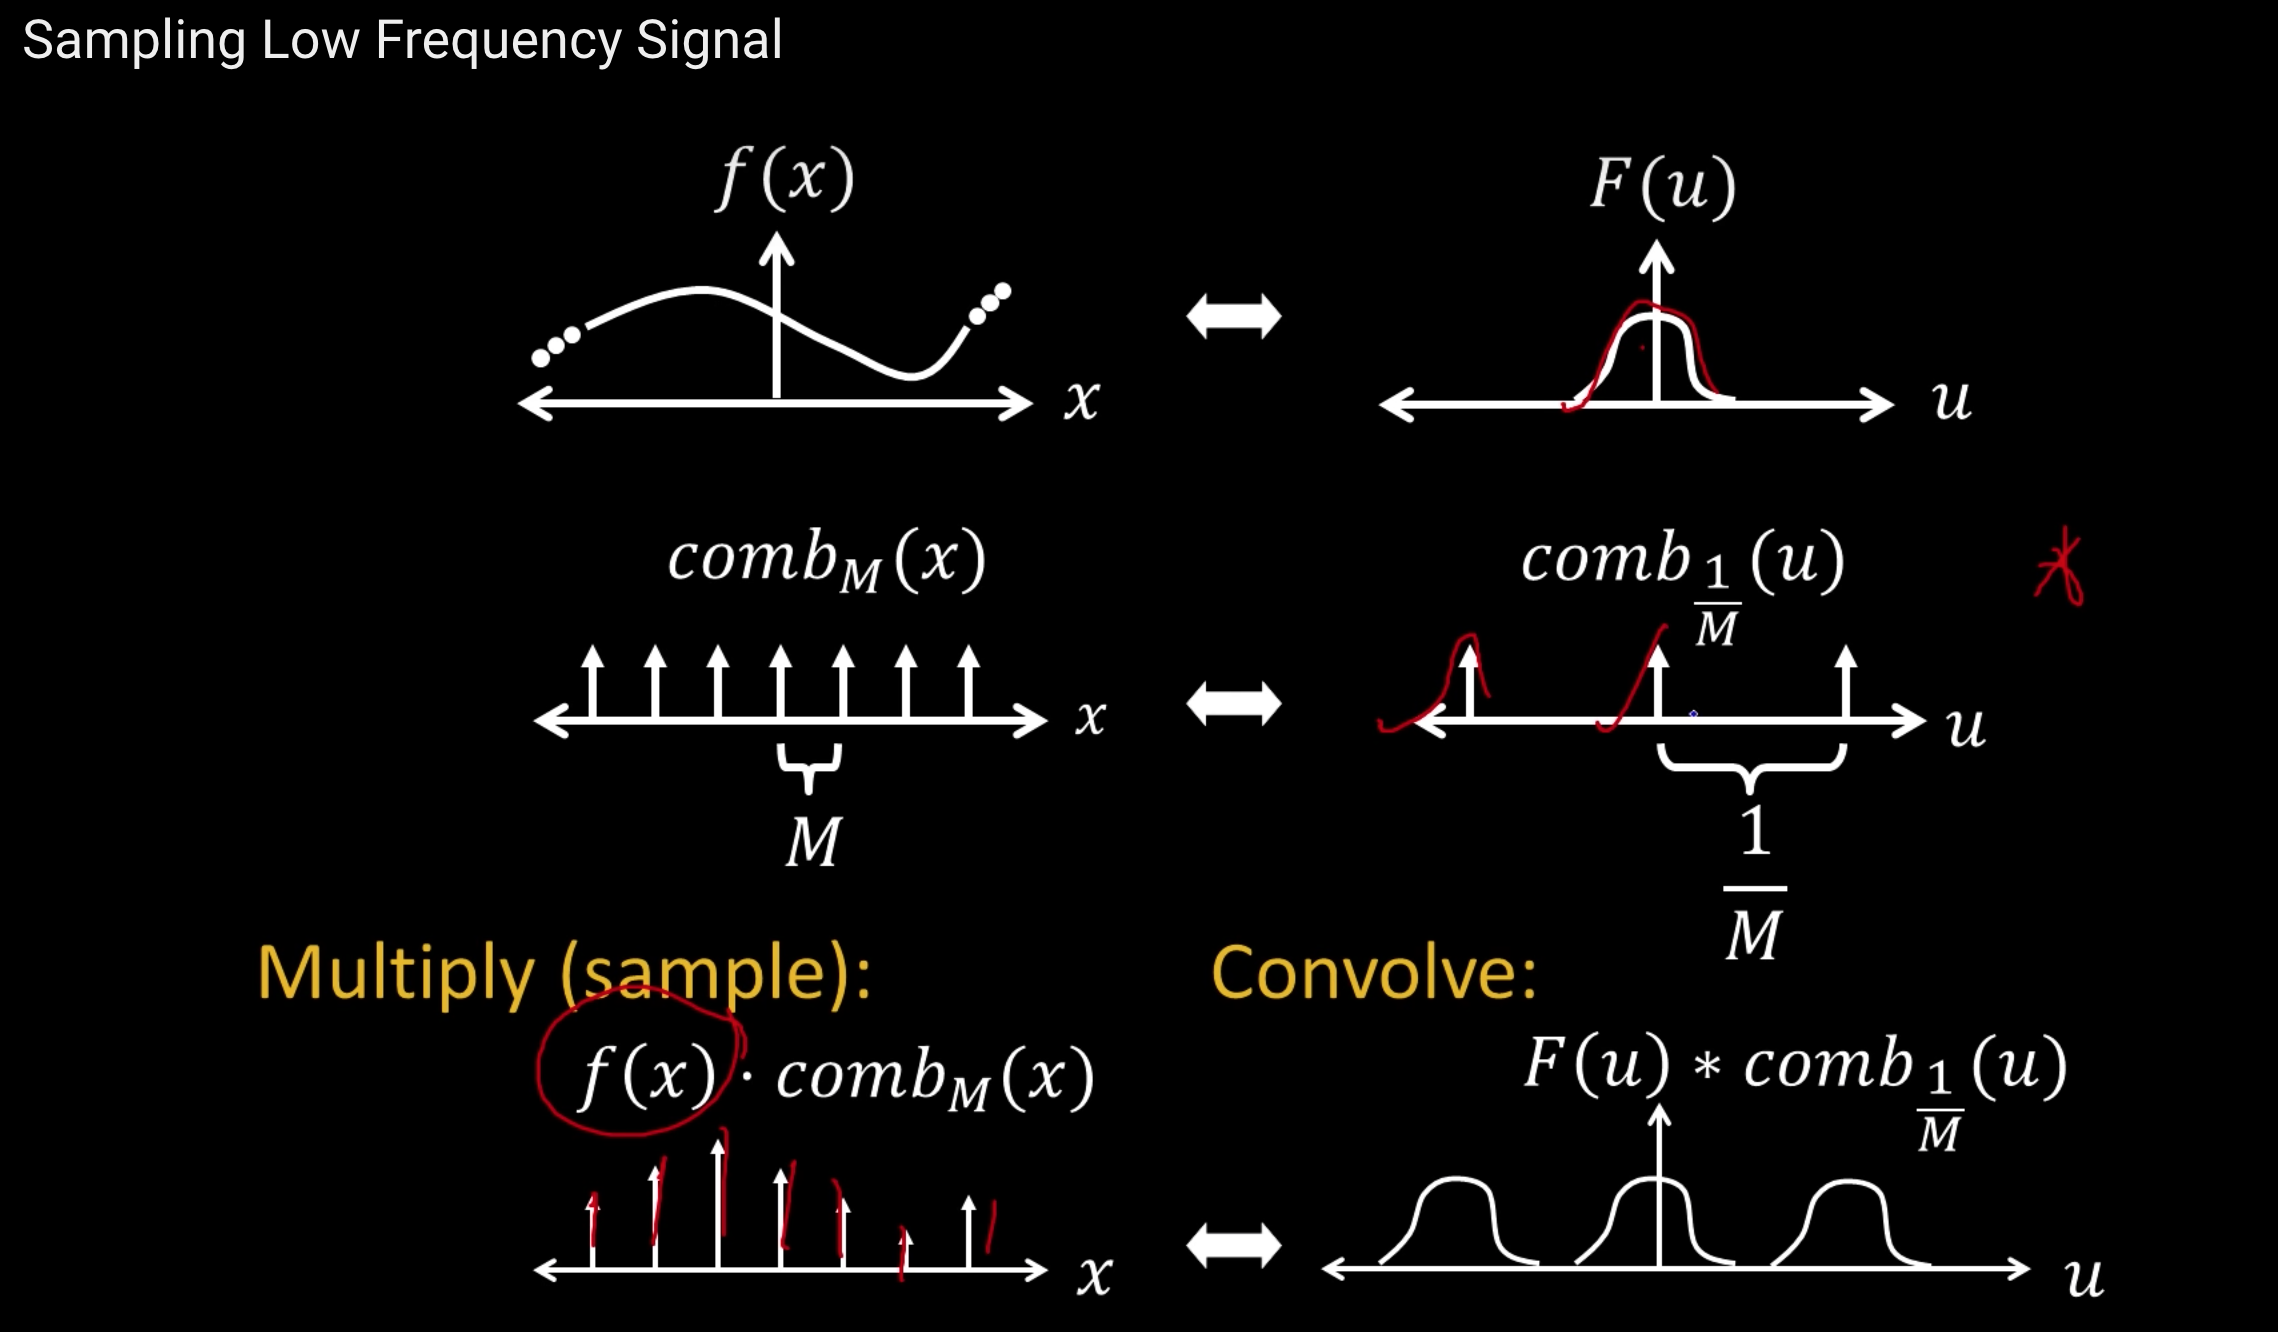 Sampling Low Frequency Signal
f(x)
F(u)
x
u
comb_M(x)
comb_{1/M}(u)
*
x
u
M
1/M
Multiply (sample):
Convolve:
f(x) · comb_M(x)
F(u) * comb_{1/M}(u)
x
u